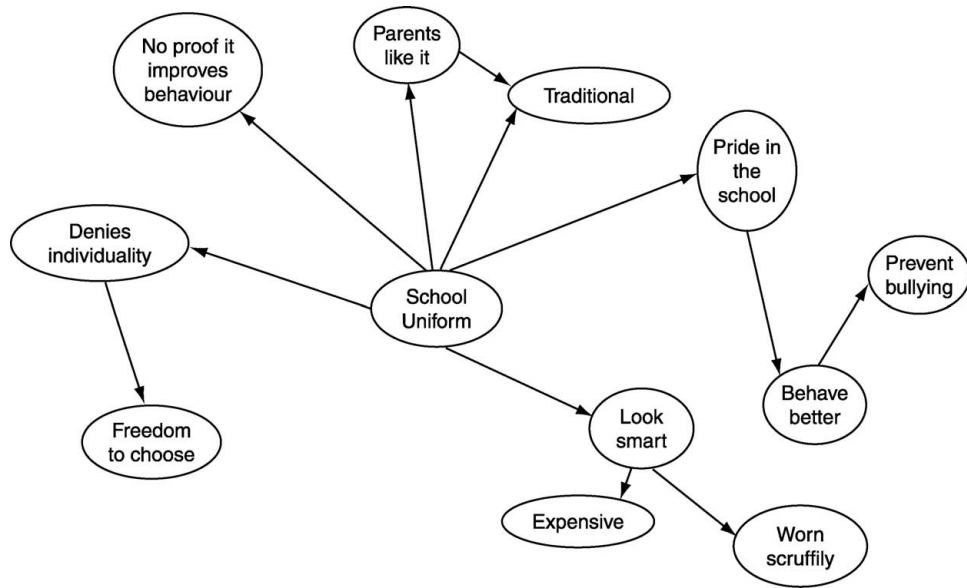 No proof it
improves
behaviour
Parents
like it
Traditional
Pride in
the
school
Denies
individuality
Prevent
bullying
School
Uniform
Behave
better
Look
smart
Freedom
to choose
Expensive
Worn
scruffily